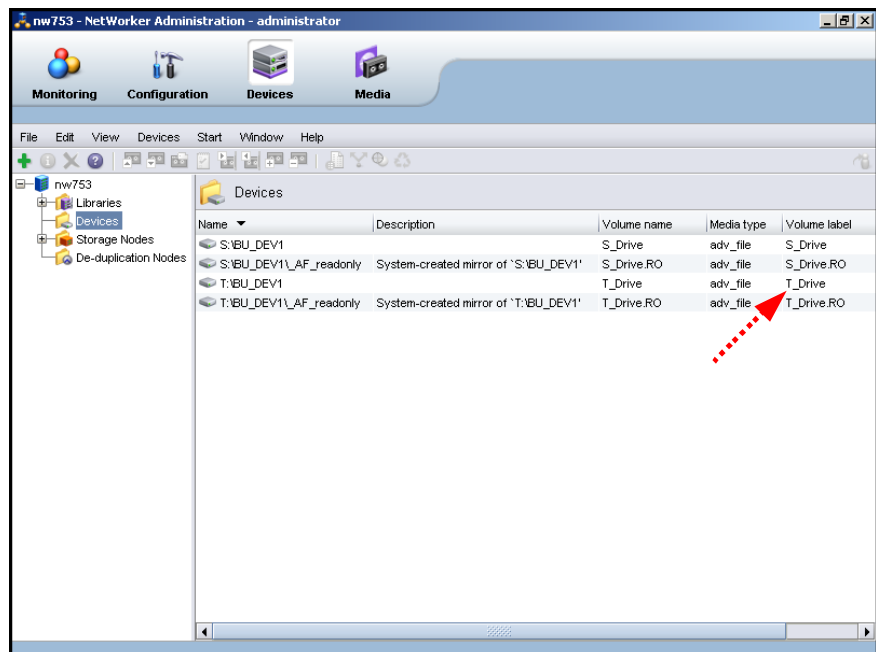 nw753 - NetWorker Administration - administrator
Monitoring Configuration Devices Media
File Edit View Devices Start Window Help
nw753
Libraries
Devices
Storage Nodes
De-duplication Nodes
Devices
Name Description Volume name Media type Volume label
S:\BU_DEV1 S_Drive adv_file S_Drive
S:\BU_DEV1\_AF_readonly System-created mirror of `S:\BU_DEV1' S_Drive.RO adv_file S_Drive.RO
T:\BU_DEV1 T_Drive adv_file T_Drive
T:\BU_DEV1\_AF_readonly System-created mirror of `T:\BU_DEV1' T_Drive.RO adv_file T_Drive.RO